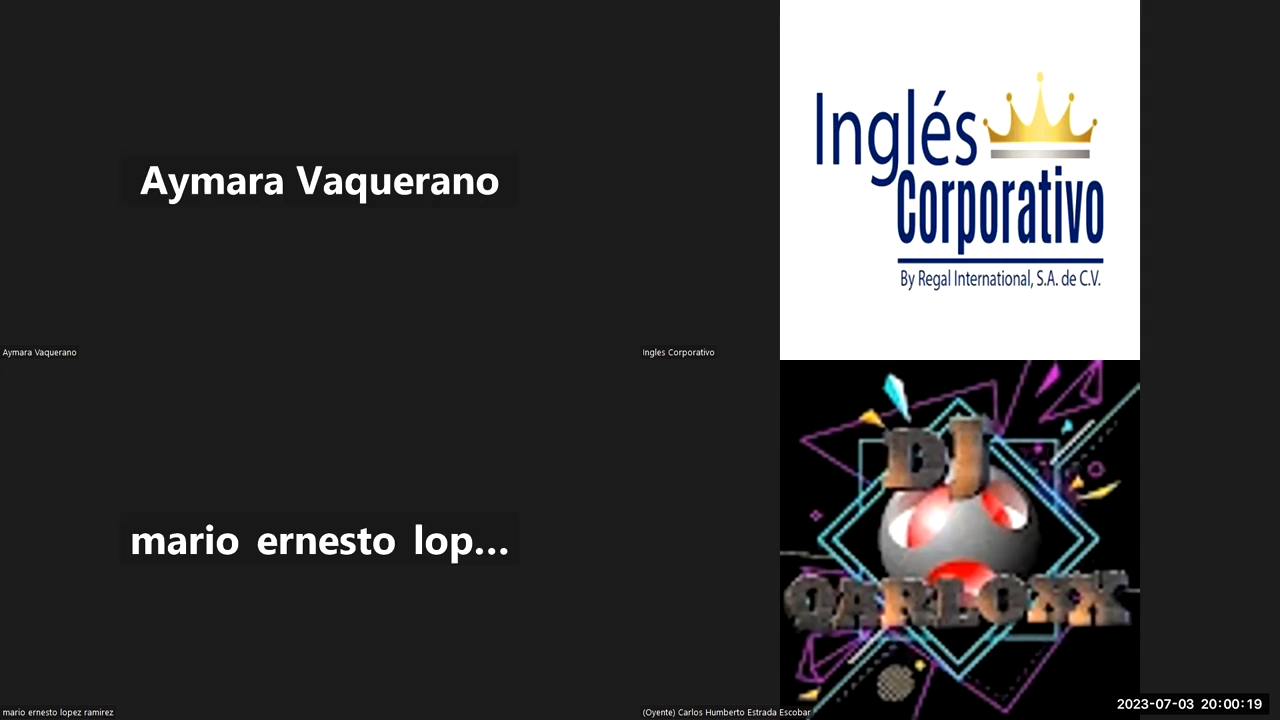 Aymara Vaquerano
Aymara Vaquerano
Inglés
Corporativo
By Regal International, S.A. de C.V.
Ingles Corporativo
mario ernesto lop...
mario ernesto lopez ramirez
DJ
QARLOXX
(Oyente) Carlos Humberto Estrada Escobar
2023-07-03 20:00:19